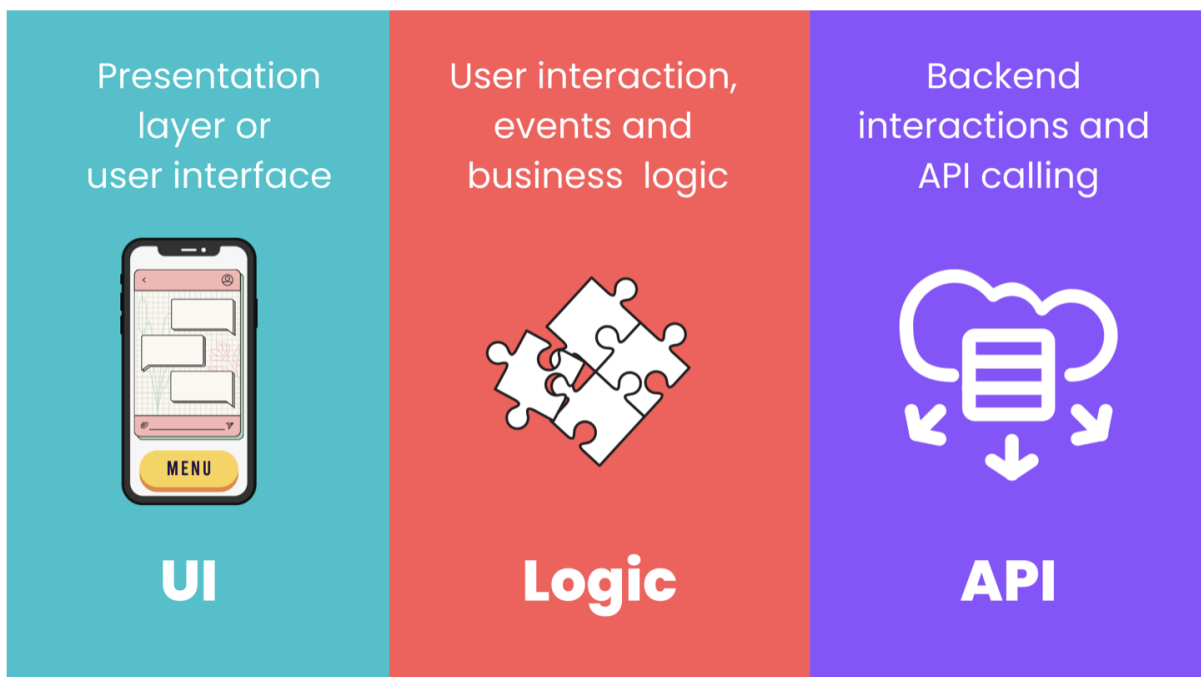 Presentation
layer or
user interface
MENU
UI
User interaction,
events and
business  logic
Logic
Backend
interactions and
API calling
API